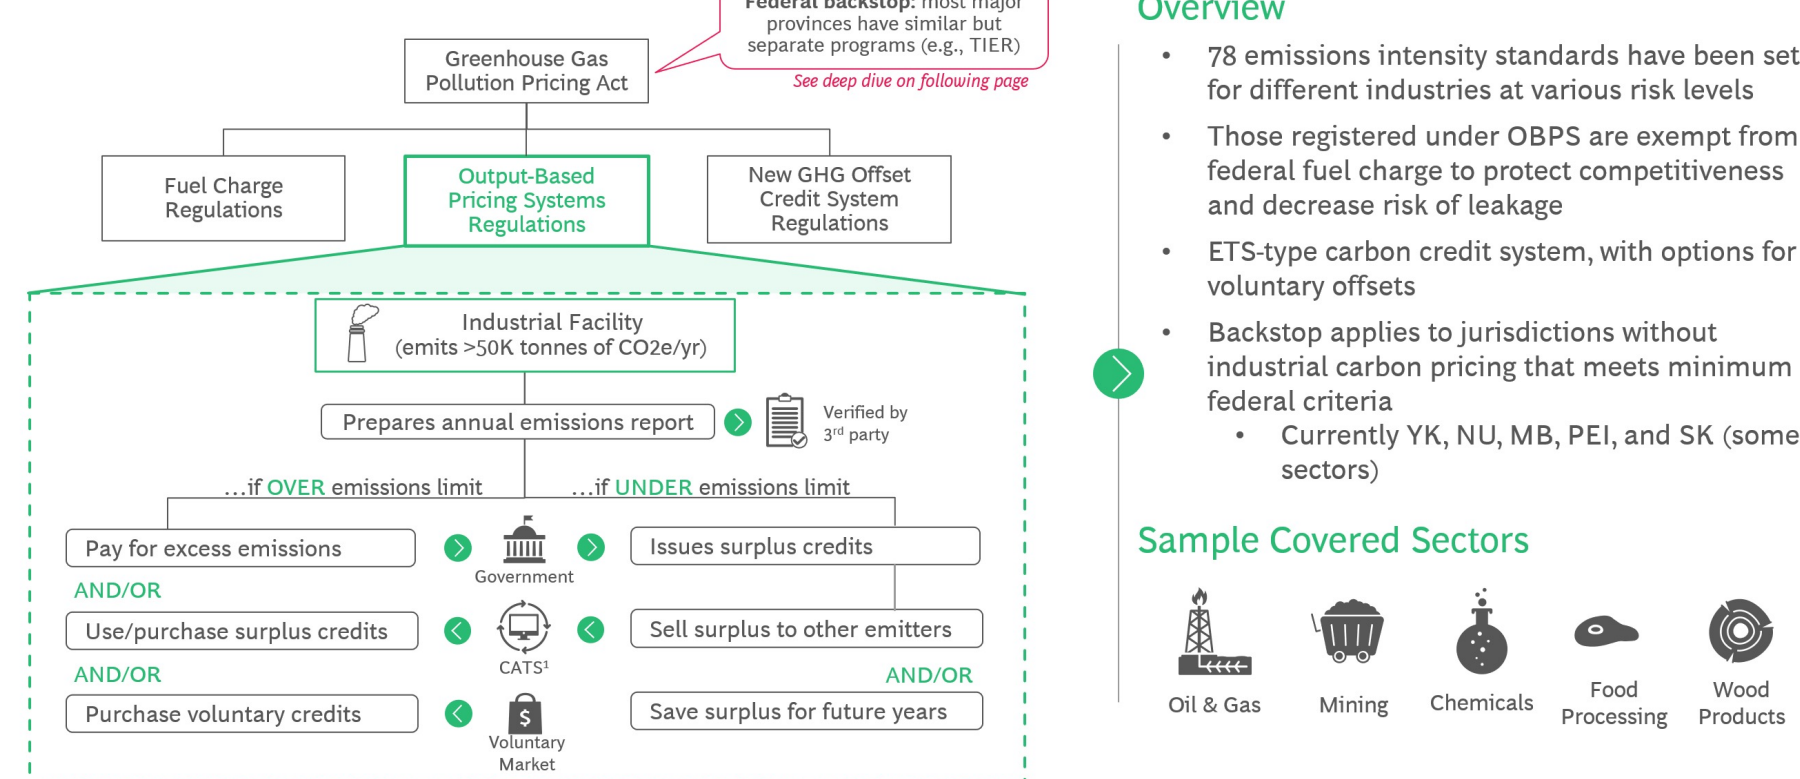 Federal backstop: most major
provinces have similar but
separate programs (e.g., TIER)
See deep dive on following page
Greenhouse Gas
Pollution Pricing Act
Fuel Charge
Regulations
Output-Based
Pricing Systems
Regulations
New GHG Offset
Credit System
Regulations
Industrial Facility
(emits >50K tonnes of CO2e/yr)
Prepares annual emissions report
Verified by
3rd party
...if OVER emissions limit
...if UNDER emissions limit
Pay for excess emissions
Government
Issues surplus credits
AND/OR
Use/purchase surplus credits
CATS¹
Sell surplus to other emitters
AND/OR
AND/OR
Purchase voluntary credits
$
Voluntary
Market
Save surplus for future years
Overview
• 78 emissions intensity standards have been set
for different industries at various risk levels
• Those registered under OBPS are exempt from
federal fuel charge to protect competitiveness
and decrease risk of leakage
• ETS-type carbon credit system, with options for
voluntary offsets
• Backstop applies to jurisdictions without
industrial carbon pricing that meets minimum
federal criteria
• Currently YK, NU, MB, PEI, and SK (some
sectors)
Sample Covered Sectors
Oil & Gas
Mining
Chemicals
Food
Processing
Wood
Products